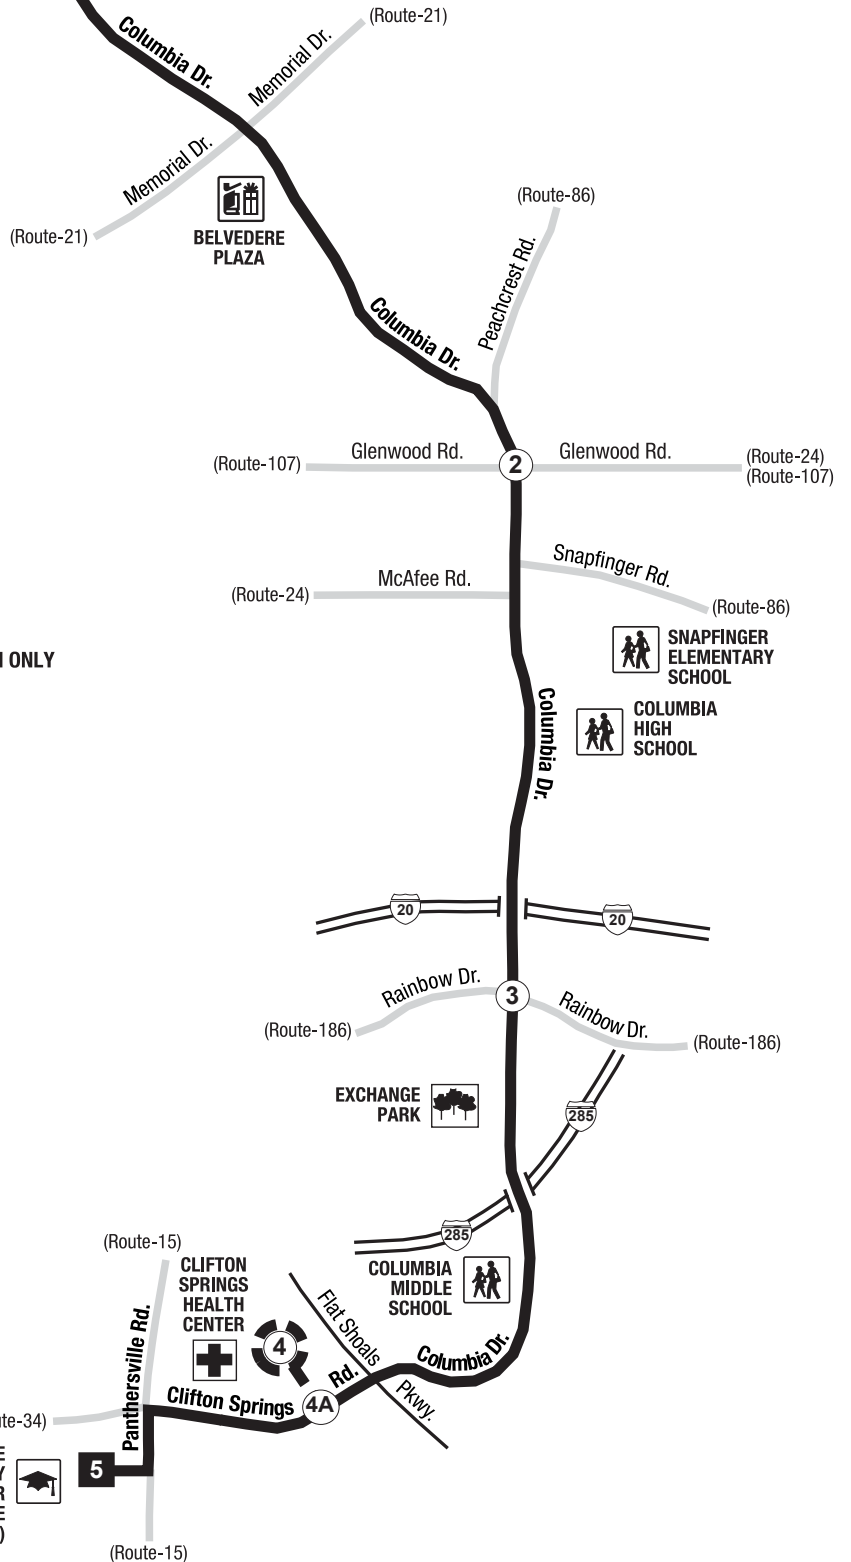 Columbia Dr.
Memorial Dr.
(Route-21)
Memorial Dr.
(Route-21)
BELVEDERE
PLAZA
(Route-86)
Peachcrest Rd.
Columbia Dr.
(Route-107)
Glenwood Rd.
2
Glenwood Rd.
(Route-24)
(Route-107)
Snapfinger Rd.
(Route-86)
(Route-24)
McAfee Rd.
ONLY
SNAPFINGER
ELEMENTARY
SCHOOL
COLUMBIA
HIGH
SCHOOL
Columbia Dr.
20
20
Rainbow Dr.
3
Rainbow Dr.
(Route-186)
(Route-186)
EXCHANGE
PARK
285
285
COLUMBIA
MIDDLE
SCHOOL
(Route-15)
CLIFTON
SPRINGS
HEALTH
CENTER
4
Flat Shoals
Pkwy.
Columbia Dr.
Panthersville Rd.
Clifton Springs
Rd.
4A
te-34)
E
Y
R
E
)
5
(Route-15)